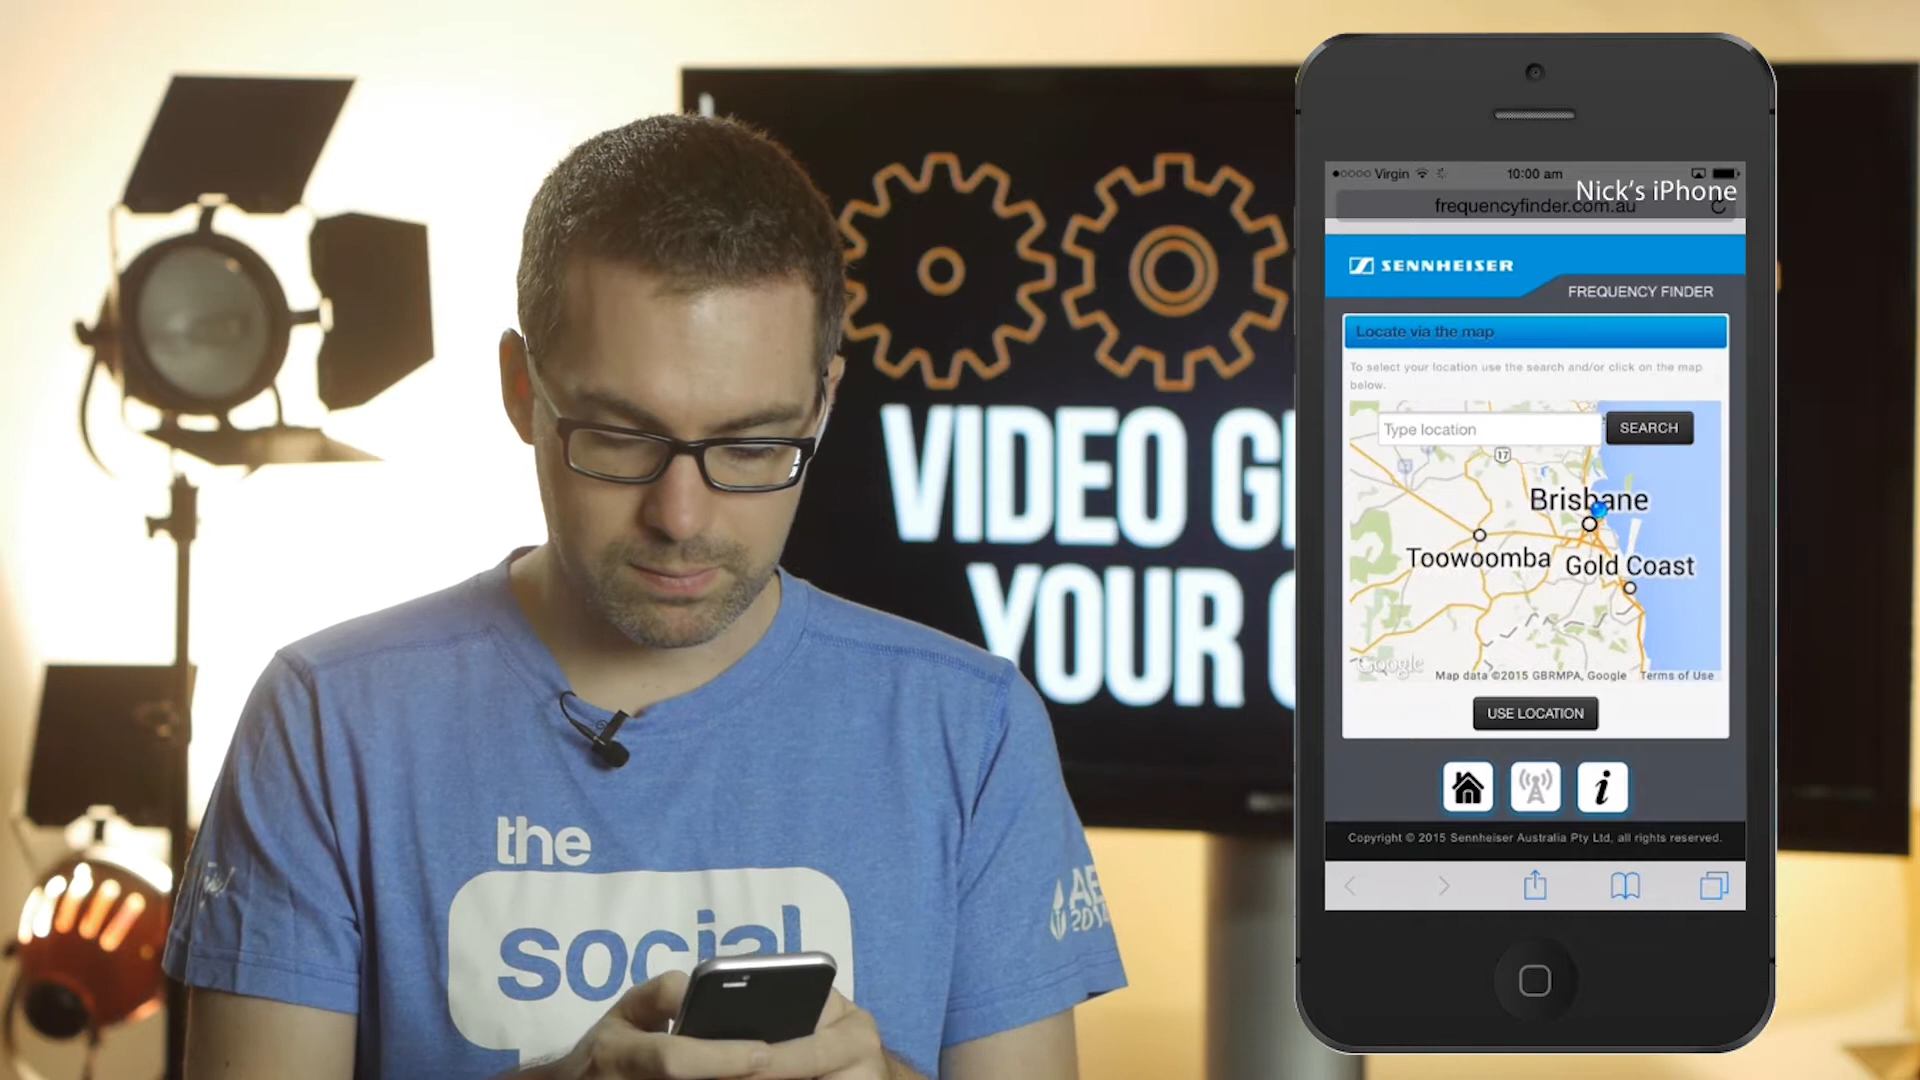 VIDEO G
YOUR
the
social
2014
Virgin
10:00 am
Nick's iPhone
frequencyfinder.com.au
SENNHEISER
FREQUENCY FINDER
Locate via the map
To select your location use the search and/or click on the map
below.
Type location
SEARCH
17
Brisbane
Toowoomba
Gold Coast
Google
Map data ©2015 GBRMPA, Google
Terms of Use
USE LOCATION
i
Copyright © 2015 Sennheiser Australia Pty Ltd, all rights reserved.